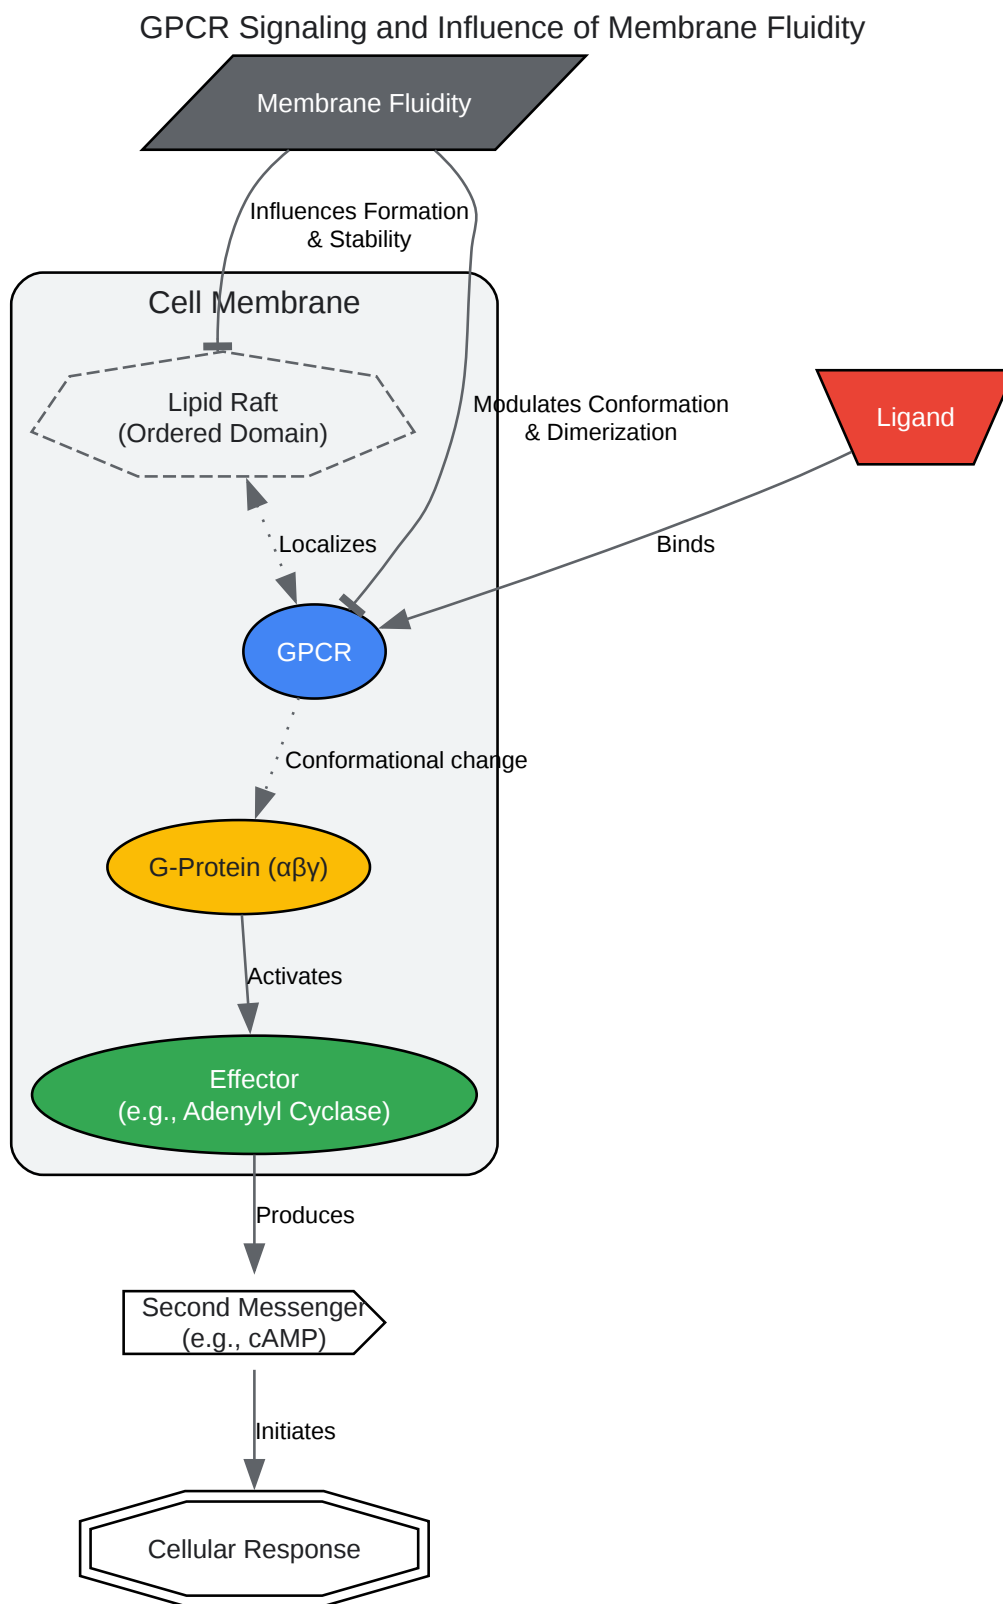 GPCR Signaling and Influence of Membrane Fluidity
Membrane Fluidity
Influences Formation
& Stability
Cell Membrane
Lipid Raft
(Ordered Domain)
Modulates Conformation
& Dimerization
Ligand
Localizes
Binds
GPCR
Conformational change
G-Protein (αβγ)
Activates
Effector
(e.g., Adenylyl Cyclase)
Produces
Second Messenger
(e.g., cAMP)
Initiates
Cellular Response